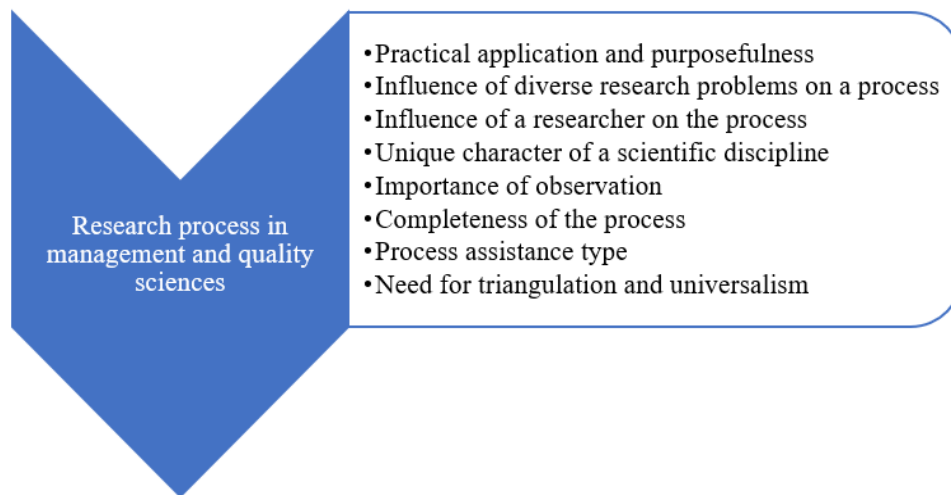 Research process in
management and quality
sciences
•Practical application and purposefulness
•Influence of diverse research problems on a process
•Influence of a researcher on the process
•Unique character of a scientific discipline
•Importance of observation
•Completeness of the process
•Process assistance type
•Need for triangulation and universalism